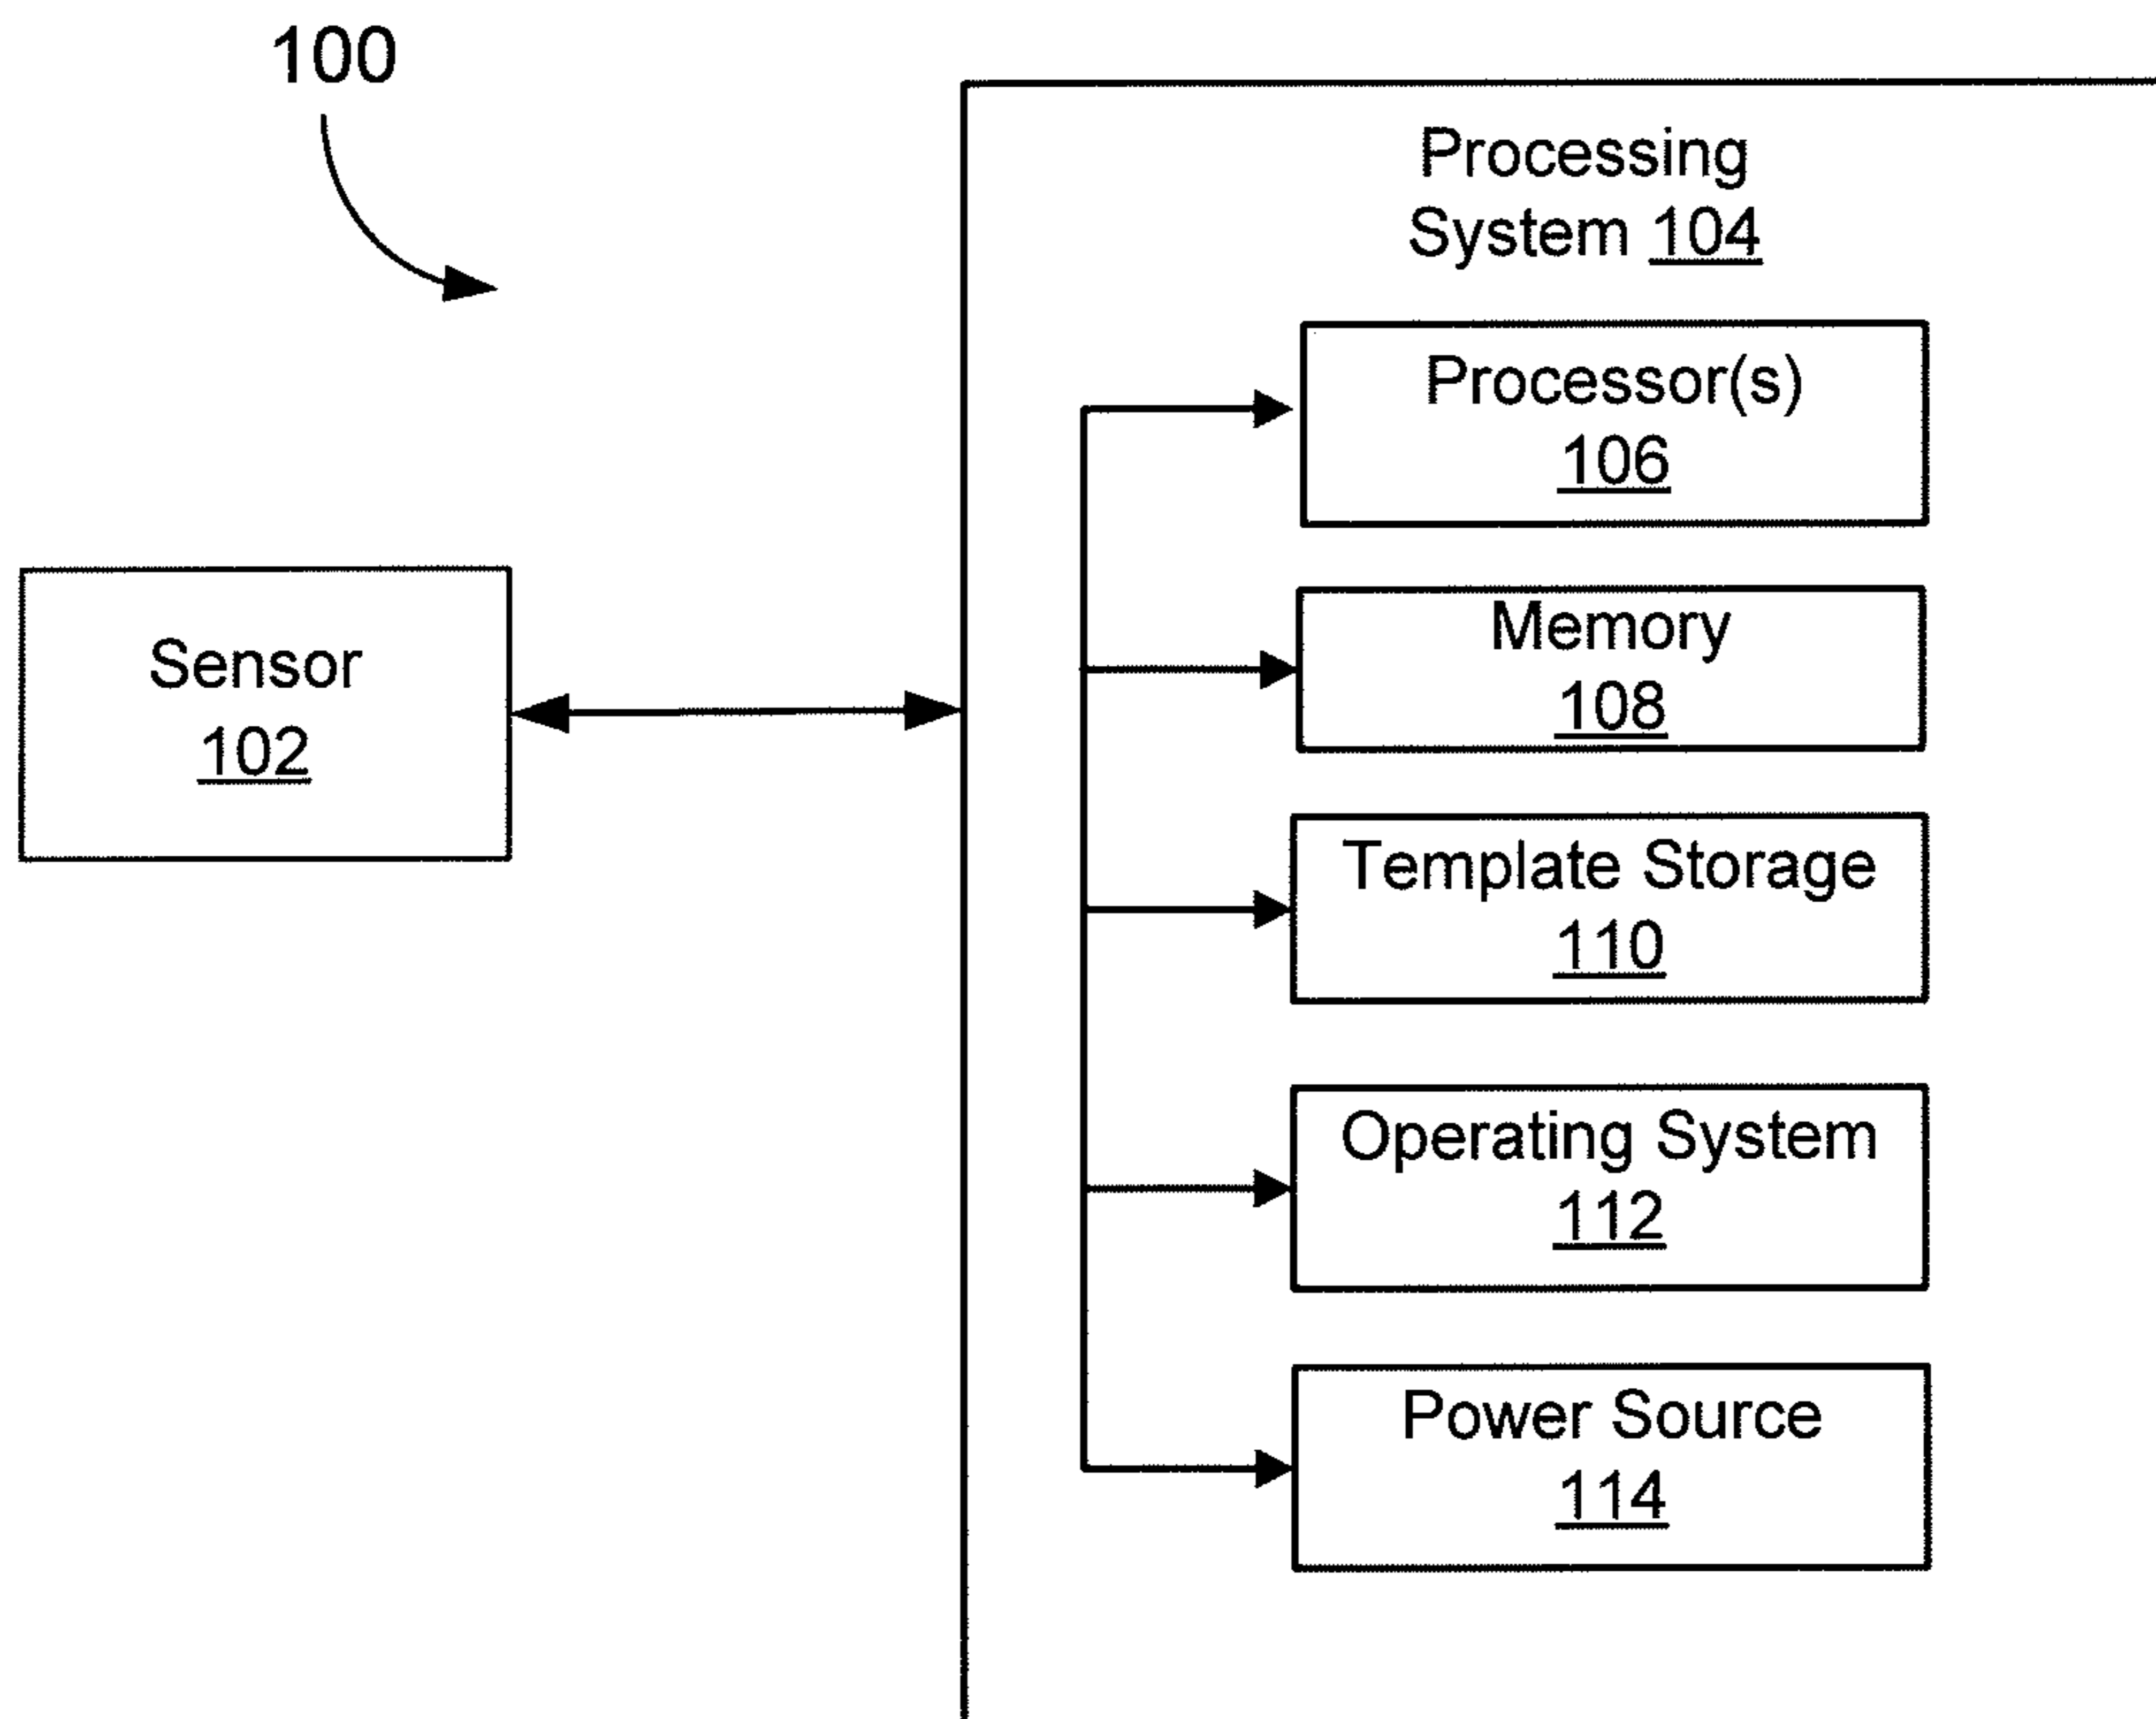 100
Processing
System 104
Processor(s)
106
Memory
108
Sensor
102
Template Storage
110
Operating System
112
Power Source
114